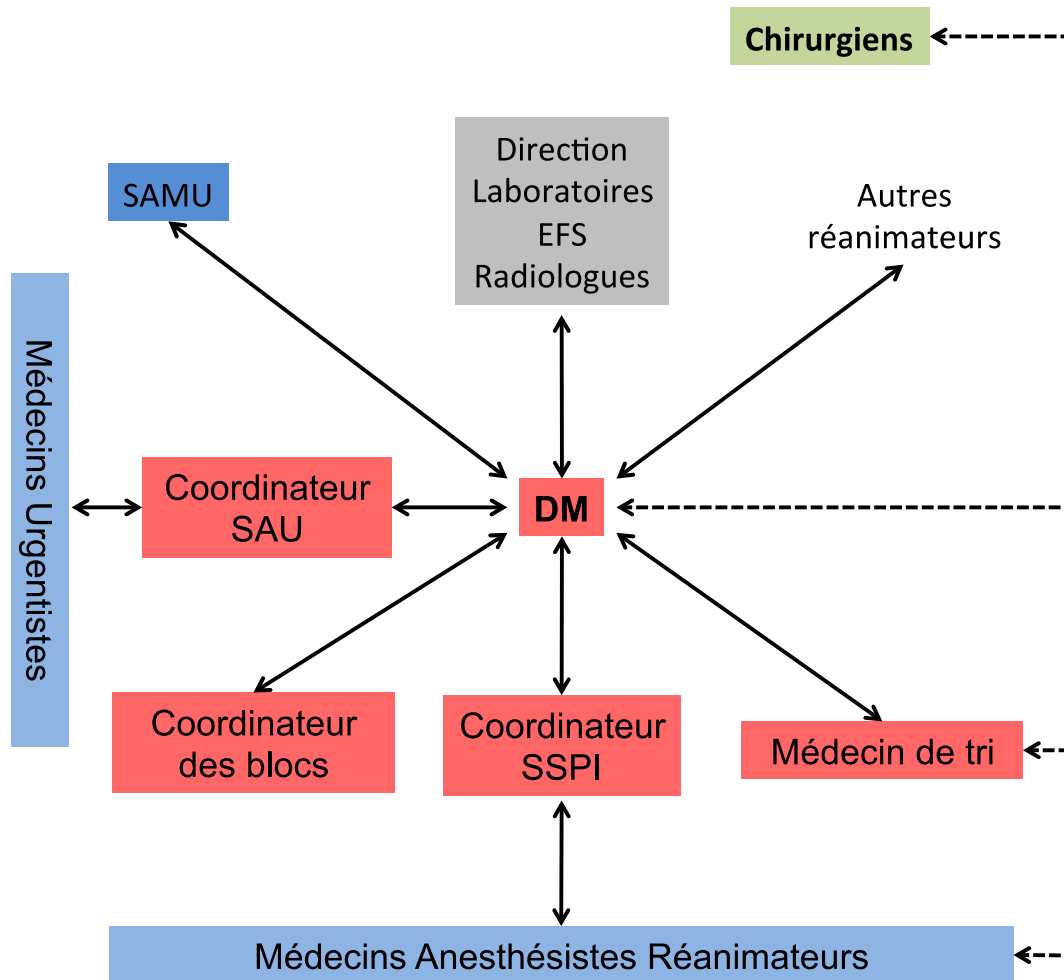 Chirurgiens
Direction
Laboratoires
EFS
Radiologues
SAMU
Autres
réanimateurs
Médecins Urgentistes
Coordinateur
SAU
DM
Coordinateur
des blocs
Coordinateur
SSPI
Médecin de tri
Médecins Anesthésistes Réanimateurs